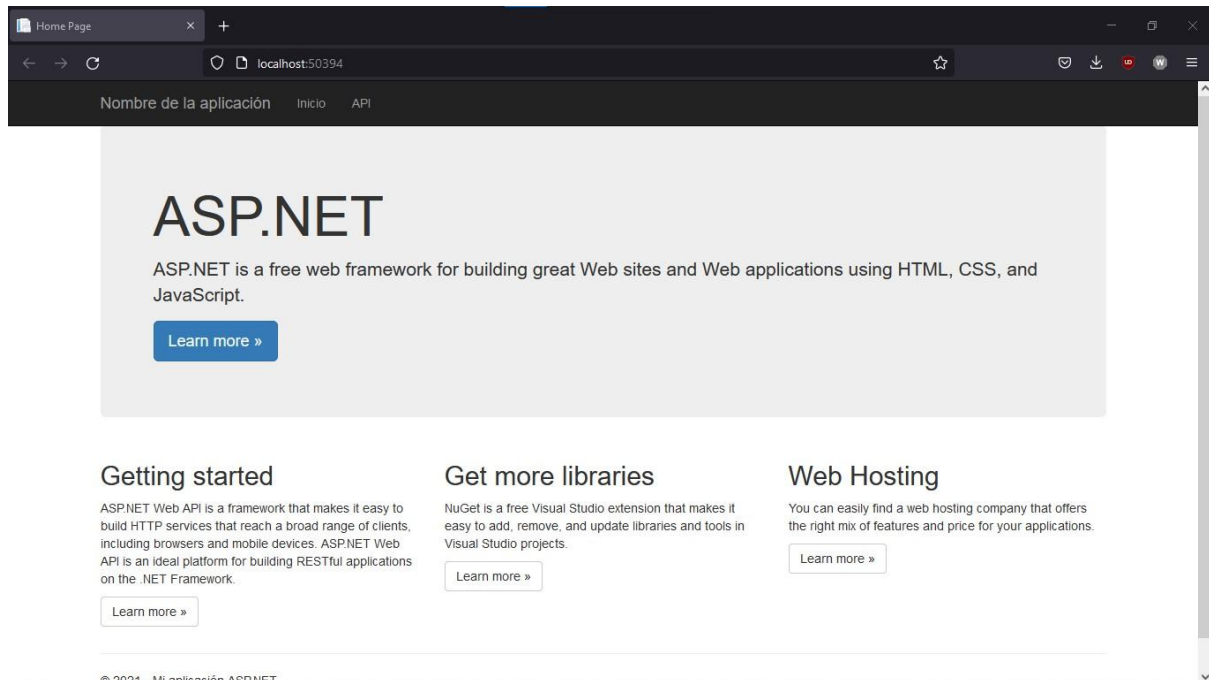 Home Page
localhost:50394
Nombre de la aplicación Inicio API
ASP.NET
ASP.NET is a free web framework for building great Web sites and Web applications using HTML, CSS, and
JavaScript.
Learn more »
Getting started
ASP.NET Web API is a framework that makes it easy to
build HTTP services that reach a broad range of clients,
including browsers and mobile devices. ASP.NET Web
API is an ideal platform for building RESTful applications
on the .NET Framework.
Learn more »
Get more libraries
NuGet is a free Visual Studio extension that makes it
easy to add, remove, and update libraries and tools in
Visual Studio projects.
Learn more »
Web Hosting
You can easily find a web hosting company that offers
the right mix of features and price for your applications.
Learn more »
© 2021 - Mi aplicación ASP.NET